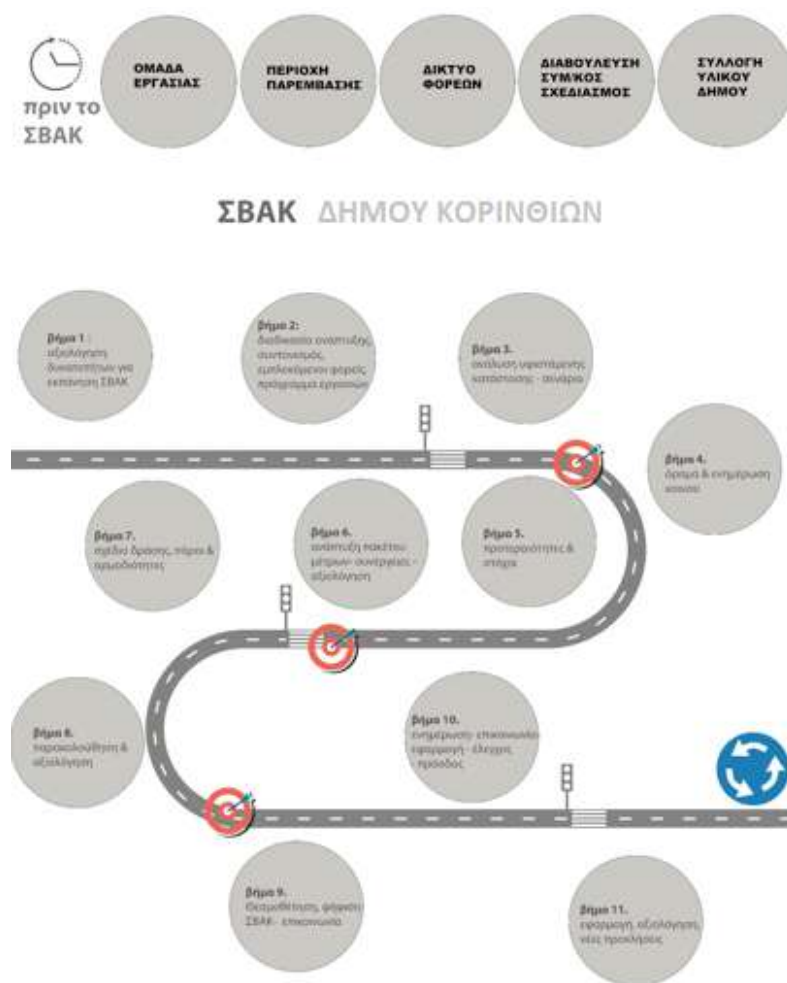 πριν το
ΣΒΑΚ
ΟΜΑΔΑ
ΕΡΓΑΣΙΑΣ
ΠΕΡΙΟΧΗ
ΠΑΡΕΜΒΑΣΗΣ
ΔΙΚΤΥΟ
ΦΟΡΕΩΝ
ΔΙΑΒΟΥΛΕΥΣΗ
ΣΥΜ/ΚΟΣ
ΣΧΕΔΙΑΣΜΟΣ
ΣΥΛΛΟΓΗ
ΥΛΙΚΟΥ
ΔΗΜΟΥ
ΣΒΑΚ ΔΗΜΟΥ ΚΟΡΙΝΘΙΩΝ
βήμα 1 :
αξιολόγηση
δυνατοτήτων για
εκπόνηση ΣΒΑΚ
βήμα 2:
διαδικασία ανάπτυξης,
συντονισμός,
εμπλεκόμενοι φορείς,
πρόγραμμα εργασιών
βήμα 3.
ανάλυση υφιστάμενης
κατάστασης - σενάρια
βήμα 4.
όραμα & ενημέρωση
κοινού
βήμα 5.
προτεραιότητες &
στόχοι
βήμα 6.
ανάπτυξη πακέτου
μέτρων- συνέργειες -
αξιολόγηση
βήμα 7.
σχέδιο δράσης, πόροι &
αρμοδιότητες
βήμα 8.
παρακολούθηση &
αξιολόγηση
βήμα 9.
Θεσμοθέτηση, ψήφιση
ΣΒΑΚ- επικοινωνία
βήμα 10.
ενημέρωση- επικοινωνία-
εφαρμογή - έλεγχος
- πρόοδος
βήμα 11.
εφαρμογή, αξιολόγηση,
νέες προκλήσεις